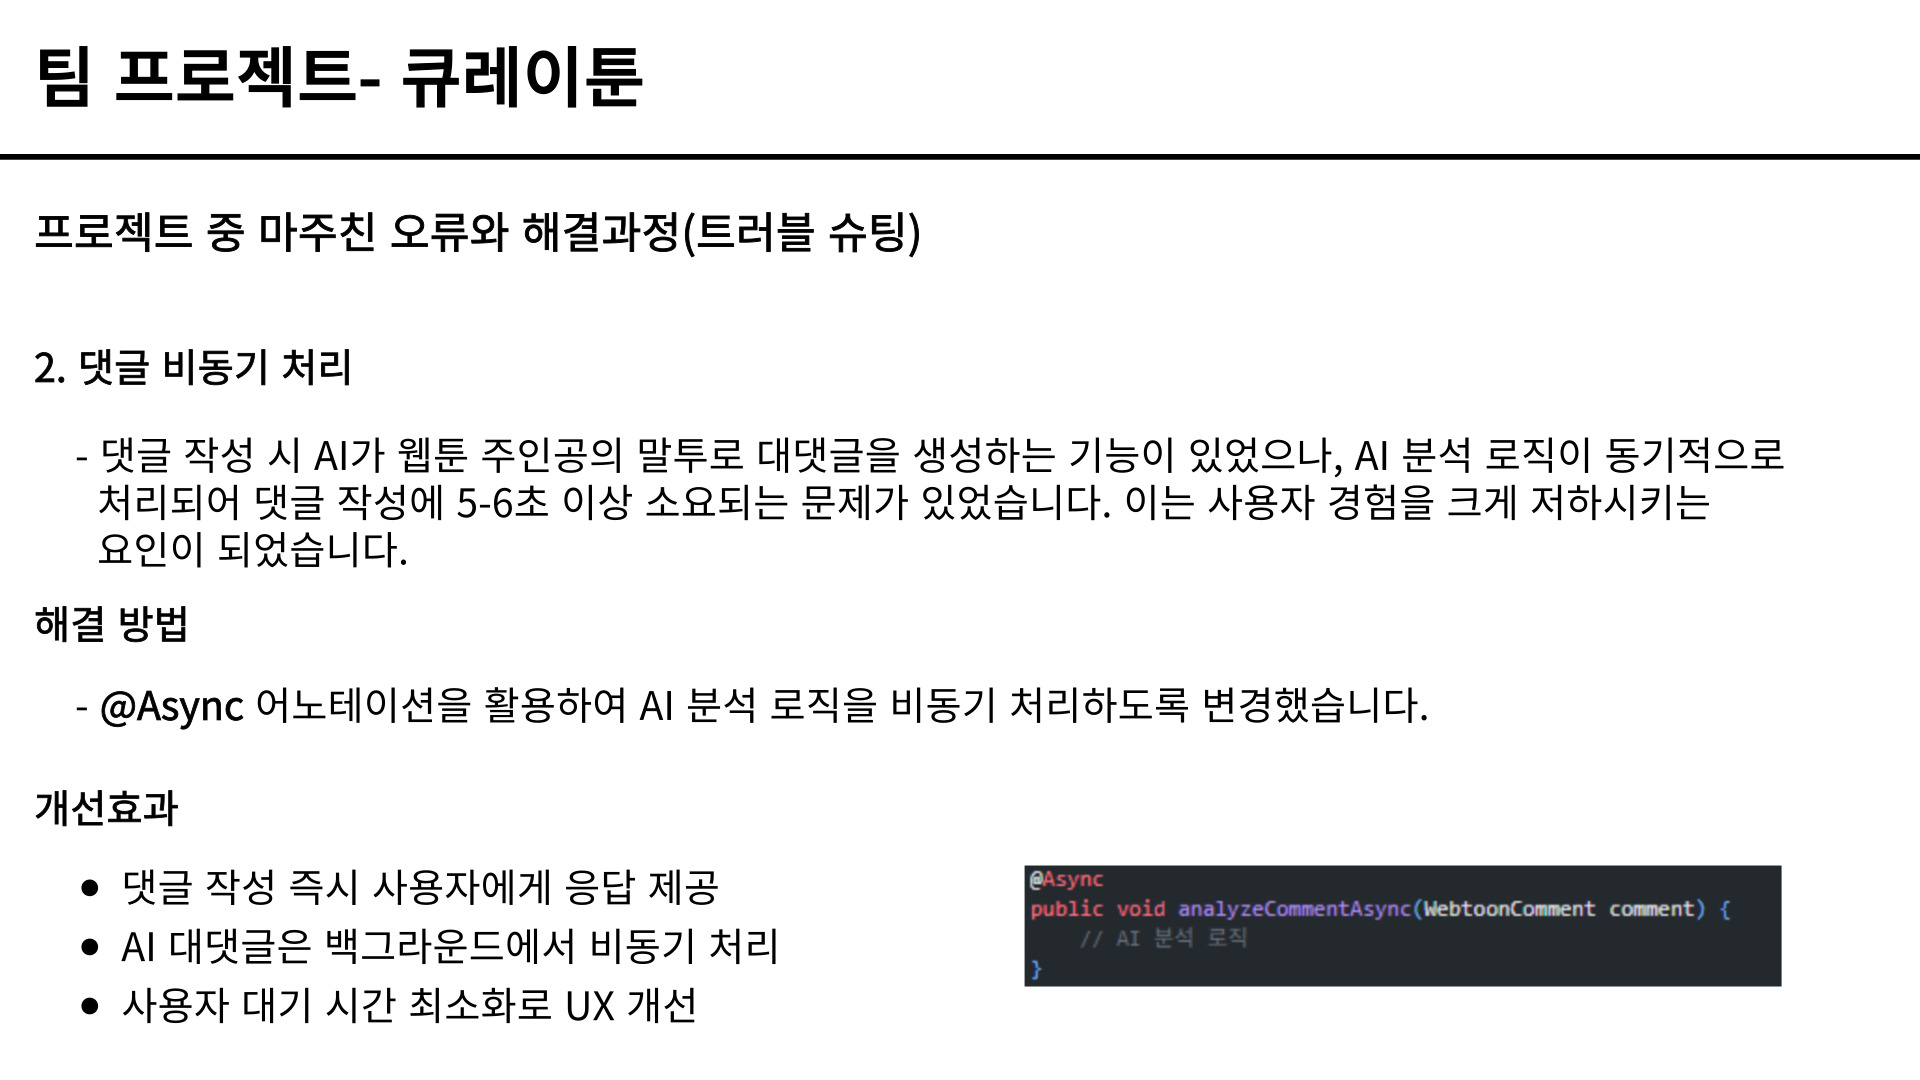 팀 프로젝트- 큐레이툰
프로젝트 중 마주친 오류와 해결과정(트러블 슈팅)
2. 댓글 비동기 처리
- 댓글 작성 시 AI가 웹툰 주인공의 말투로 대댓글을 생성하는 기능이 있었으나, AI 분석 로직이 동기적으로
처리되어 댓글 작성에 5-6초 이상 소요되는 문제가 있었습니다. 이는 사용자 경험을 크게 저하시키는
요인이 되었습니다.
해결 방법
- @Async 어노테이션을 활용하여 AI 분석 로직을 비동기 처리하도록 변경했습니다.
개선효과
● 댓글 작성 즉시 사용자에게 응답 제공
● AI 대댓글은 백그라운드에서 비동기 처리
● 사용자 대기 시간 최소화로 UX 개선
@Async
public void analyzeCommentAsync(WebtoonComment comment) {
// AI 분석 로직
}